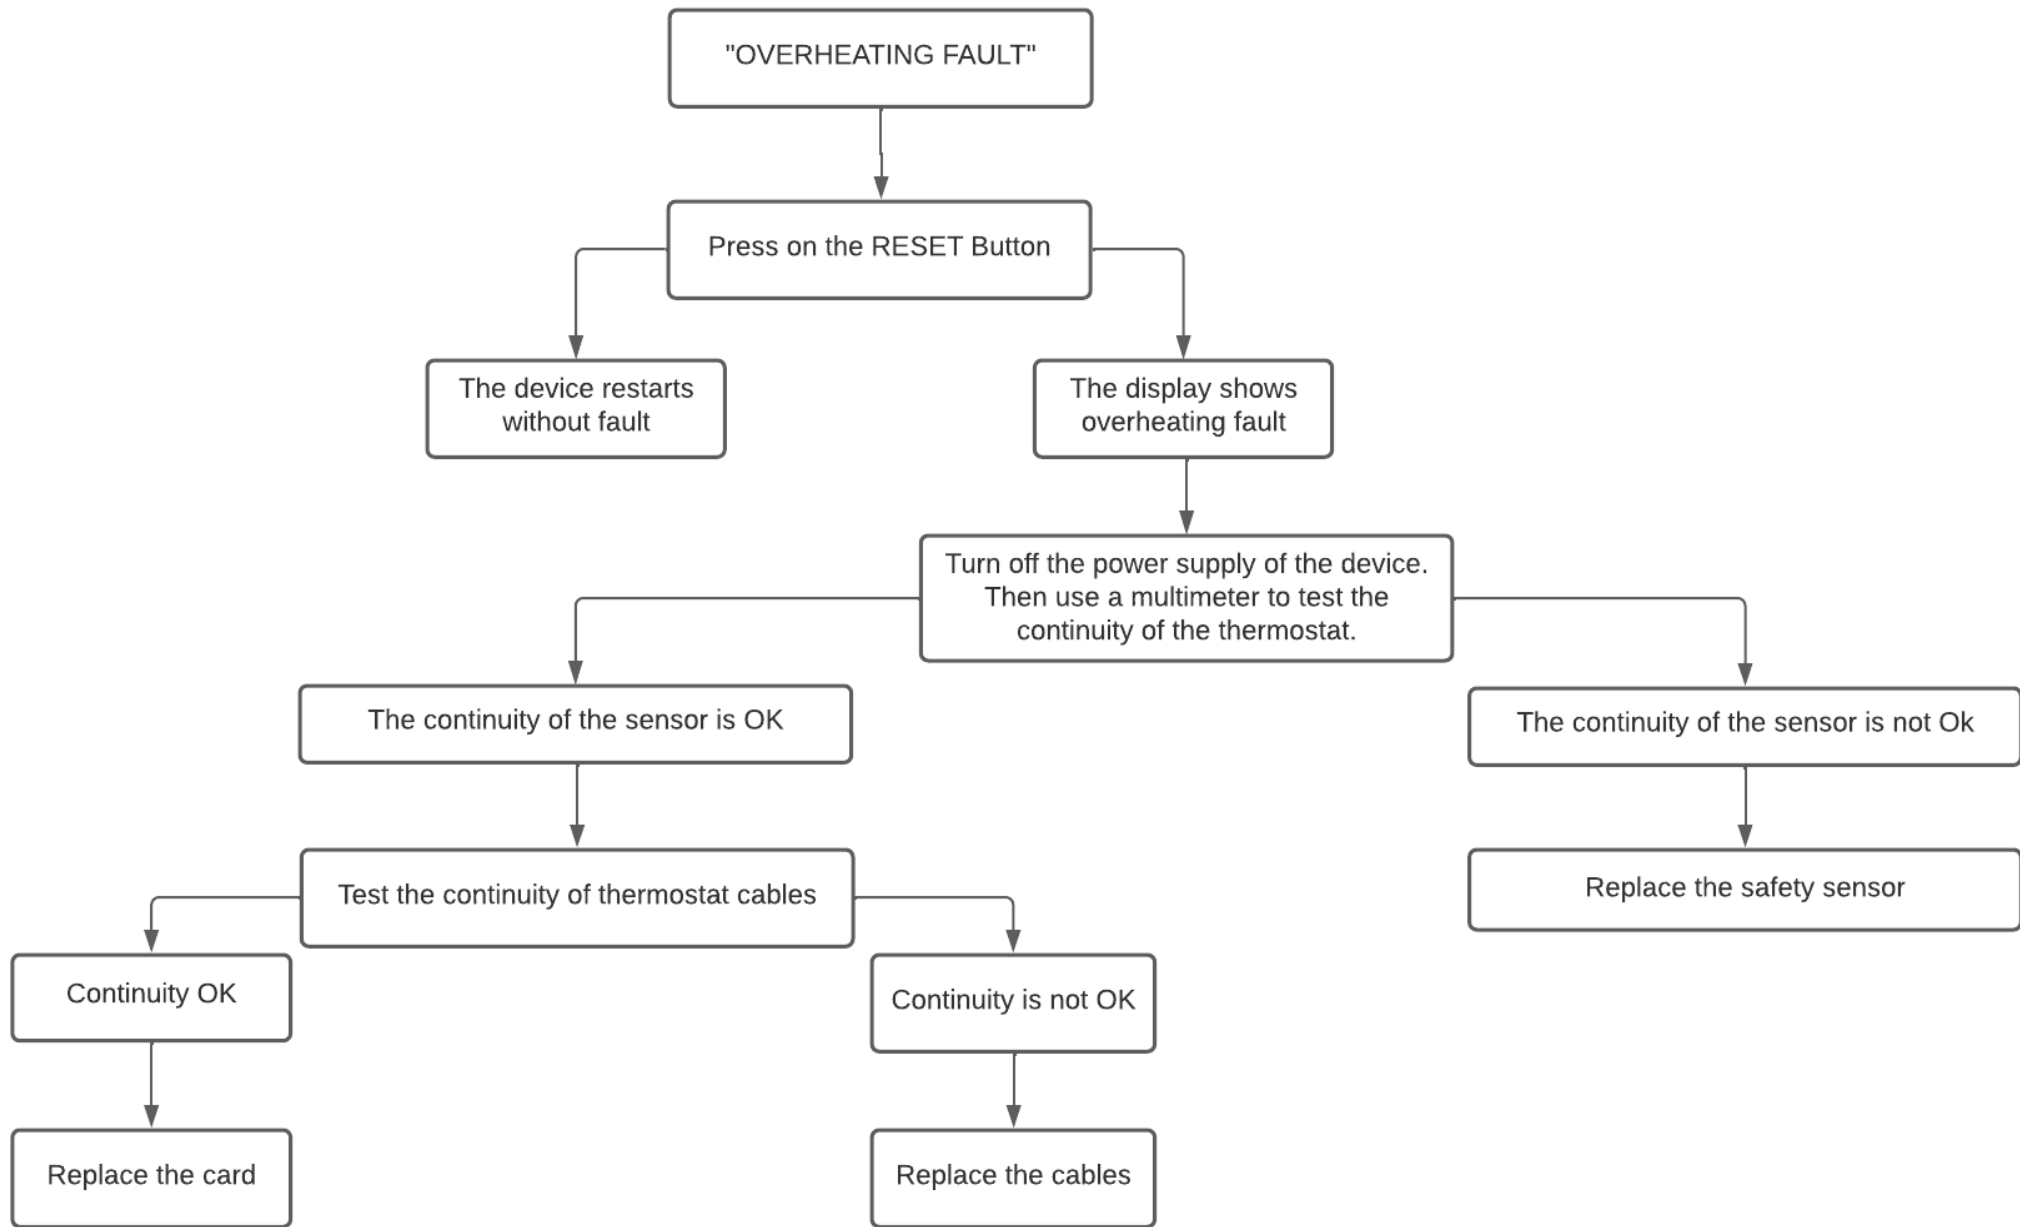 "OVERHEATING FAULT"
Press on the RESET Button
The device restarts
without fault
The display shows
overheating fault
Turn off the power supply of the device.
Then use a multimeter to test the
continuity of the thermostat.
The continuity of the sensor is OK
The continuity of the sensor is not Ok
Test the continuity of thermostat cables
Replace the safety sensor
Continuity OK
Continuity is not OK
Replace the card
Replace the cables